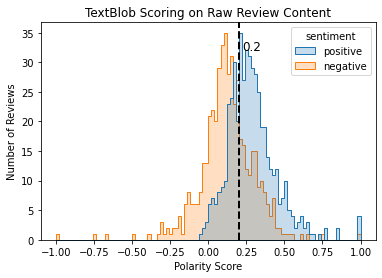 TextBlob Scoring on Raw Review Content
sentiment
positive
negative
0.2
Number of Reviews
35
30
25
20
15
10
5
0
−1.00 −0.75 −0.50 −0.25 0.00 0.25 0.50 0.75 1.00
Polarity Score